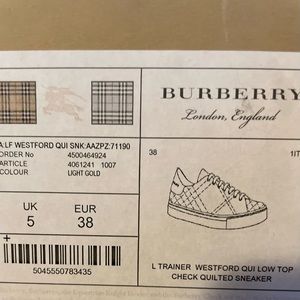 BURBERRY
London, England
A:LF WESTFORD QUI SNK:AAZPZ:71190
ORDER No 4500464924
ARTICLE 4061241 1007
COLOUR LIGHT GOLD
38 1IT
UK EUR
5 38
5045550783435
L TRAINER WESTFORD QUI LOW TOP
CHECK QUILTED SNEAKER